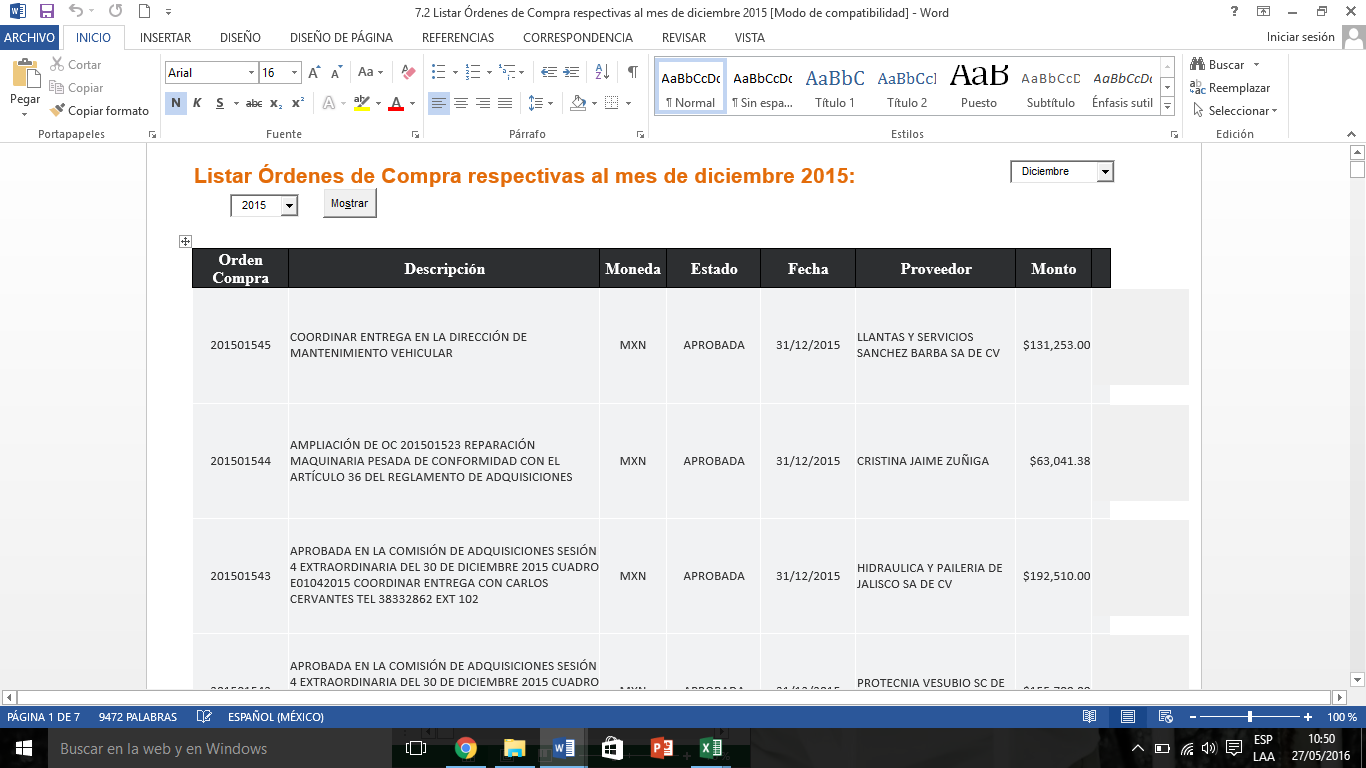 7.2 Listar Órdenes de Compra respectivas al mes de diciembre 2015 [Modo de compatibilidad] - Word
ARCHIVO INICIO INSERTAR DISEÑO DISEÑO DE PÁGINA REFERENCIAS CORRESPONDENCIA REVISAR VISTA Iniciar sesión
Pegar
Cortar
Copiar
Copiar formato
Portapapeles
Arial 16
Aa
N K S abc x₂ x²
Fuente
Párrafo
AaBbCcDc AaBbCcDc AaBbC AaBbCcI AaB AaBbCcD AaBbCcDc
¶ Normal ¶ Sin espa... Título 1 Título 2 Puesto Subtítulo Énfasis sutil
Estilos
Buscar
Reemplazar
Seleccionar
Edición
Listar Órdenes de Compra respectivas al mes de diciembre 2015:
Diciembre
2015
Mostrar
Orden
Compra
Descripción
Moneda
Estado
Fecha
Proveedor
Monto
201501545
COORDINAR ENTREGA EN LA DIRECCIÓN DE
MANTENIMIENTO VEHICULAR
MXN
APROBADA
31/12/2015
LLANTAS Y SERVICIOS
SANCHEZ BARBA SA DE CV
$131,253.00
201501544
AMPLIACIÓN DE OC 201501523 REPARACIÓN
MAQUINARIA PESADA DE CONFORMIDAD CON EL
ARTÍCULO 36 DEL REGLAMENTO DE ADQUISICIONES
MXN
APROBADA
31/12/2015
CRISTINA JAIME ZUÑIGA
$63,041.38
201501543
APROBADA EN LA COMISIÓN DE ADQUISICIONES SESIÓN
4 EXTRAORDINARIA DEL 30 DE DICIEMBRE 2015 CUADRO
E01042015 COORDINAR ENTREGA CON CARLOS
CERVANTES TEL 38332862 EXT 102
MXN
APROBADA
31/12/2015
HIDRAULICA Y PAILERIA DE
JALISCO SA DE CV
$192,510.00
APROBADA EN LA COMISIÓN DE ADQUISICIONES SESIÓN
4 EXTRAORDINARIA DEL 30 DE DICIEMBRE 2015 CUADRO
PROTECNIA VESUBIO SC DE
PÁGINA 1 DE 7 9472 PALABRAS ESPAÑOL (MÉXICO) 100 %
Buscar en la web y en Windows
ESP
LAA
10:50
27/05/2016